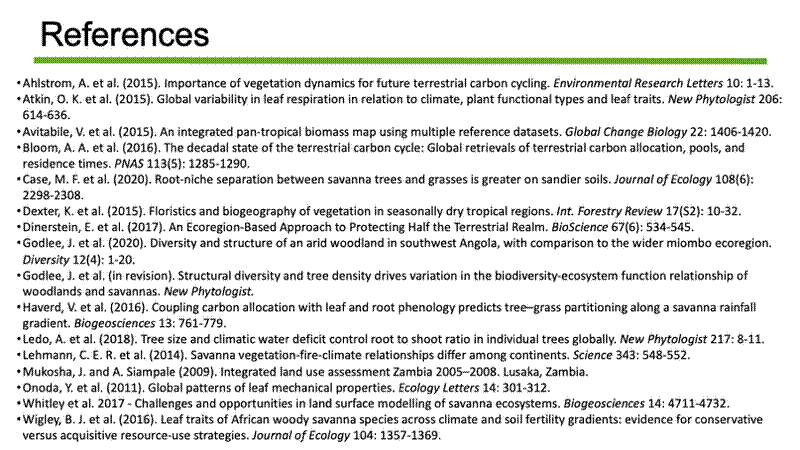 References
•Ahlstrom, A. et al. (2015). Importance of vegetation dynamics for future terrestrial carbon cycling. Environmental Research Letters 10: 1-13.
•Atkin, O. K. et al. (2015). Global variability in leaf respiration in relation to climate, plant functional types and leaf traits. New Phytologist 206:
614-636.
•Avitabile, V. et al. (2015). An integrated pan-tropical biomass map using multiple reference datasets. Global Change Biology 22: 1406-1420.
•Bloom, A. A. et al. (2016). The decadal state of the terrestrial carbon cycle: Global retrievals of terrestrial carbon allocation, pools, and
residence times. PNAS 113(5): 1285-1290.
•Case, M. F. et al. (2020). Root-niche separation between savanna trees and grasses is greater on sandier soils. Journal of Ecology 108(6):
2298-2308.
•Dexter, K. et al. (2015). Floristics and biogeography of vegetation in seasonally dry tropical regions. Int. Forestry Review 17(S2): 10-32.
•Dinerstein, E. et al. (2017). An Ecoregion-Based Approach to Protecting Half the Terrestrial Realm. BioScience 67(6): 534-545.
•Godlee, J. et al. (2020). Diversity and structure of an arid woodland in southwest Angola, with comparison to the wider miombo ecoregion.
Diversity 12(4): 1-20.
•Godlee, J. et al. (in revision). Structural diversity and tree density drives variation in the biodiversity-ecosystem function relationship of
woodlands and savannas. New Phytologist.
•Haverd, V. et al. (2016). Coupling carbon allocation with leaf and root phenology predicts tree–grass partitioning along a savanna rainfall
gradient. Biogeosciences 13: 761-779.
•Ledo, A. et al. (2018). Tree size and climatic water deficit control root to shoot ratio in individual trees globally. New Phytologist 217: 8-11.
•Lehmann, C. E. R. et al. (2014). Savanna vegetation-fire-climate relationships differ among continents. Science 343: 548-552.
•Mukosha, J. and A. Siampale (2009). Integrated land use assessment Zambia 2005–2008. Lusaka, Zambia.
•Onoda, Y. et al. (2011). Global patterns of leaf mechanical properties. Ecology Letters 14: 301-312.
•Whitley et al. 2017 - Challenges and opportunities in land surface modelling of savanna ecosystems. Biogeosciences 14: 4711-4732.
•Wigley, B. J. et al. (2016). Leaf traits of African woody savanna species across climate and soil fertility gradients: evidence for conservative
versus acquisitive resource-use strategies. Journal of Ecology 104: 1357-1369.